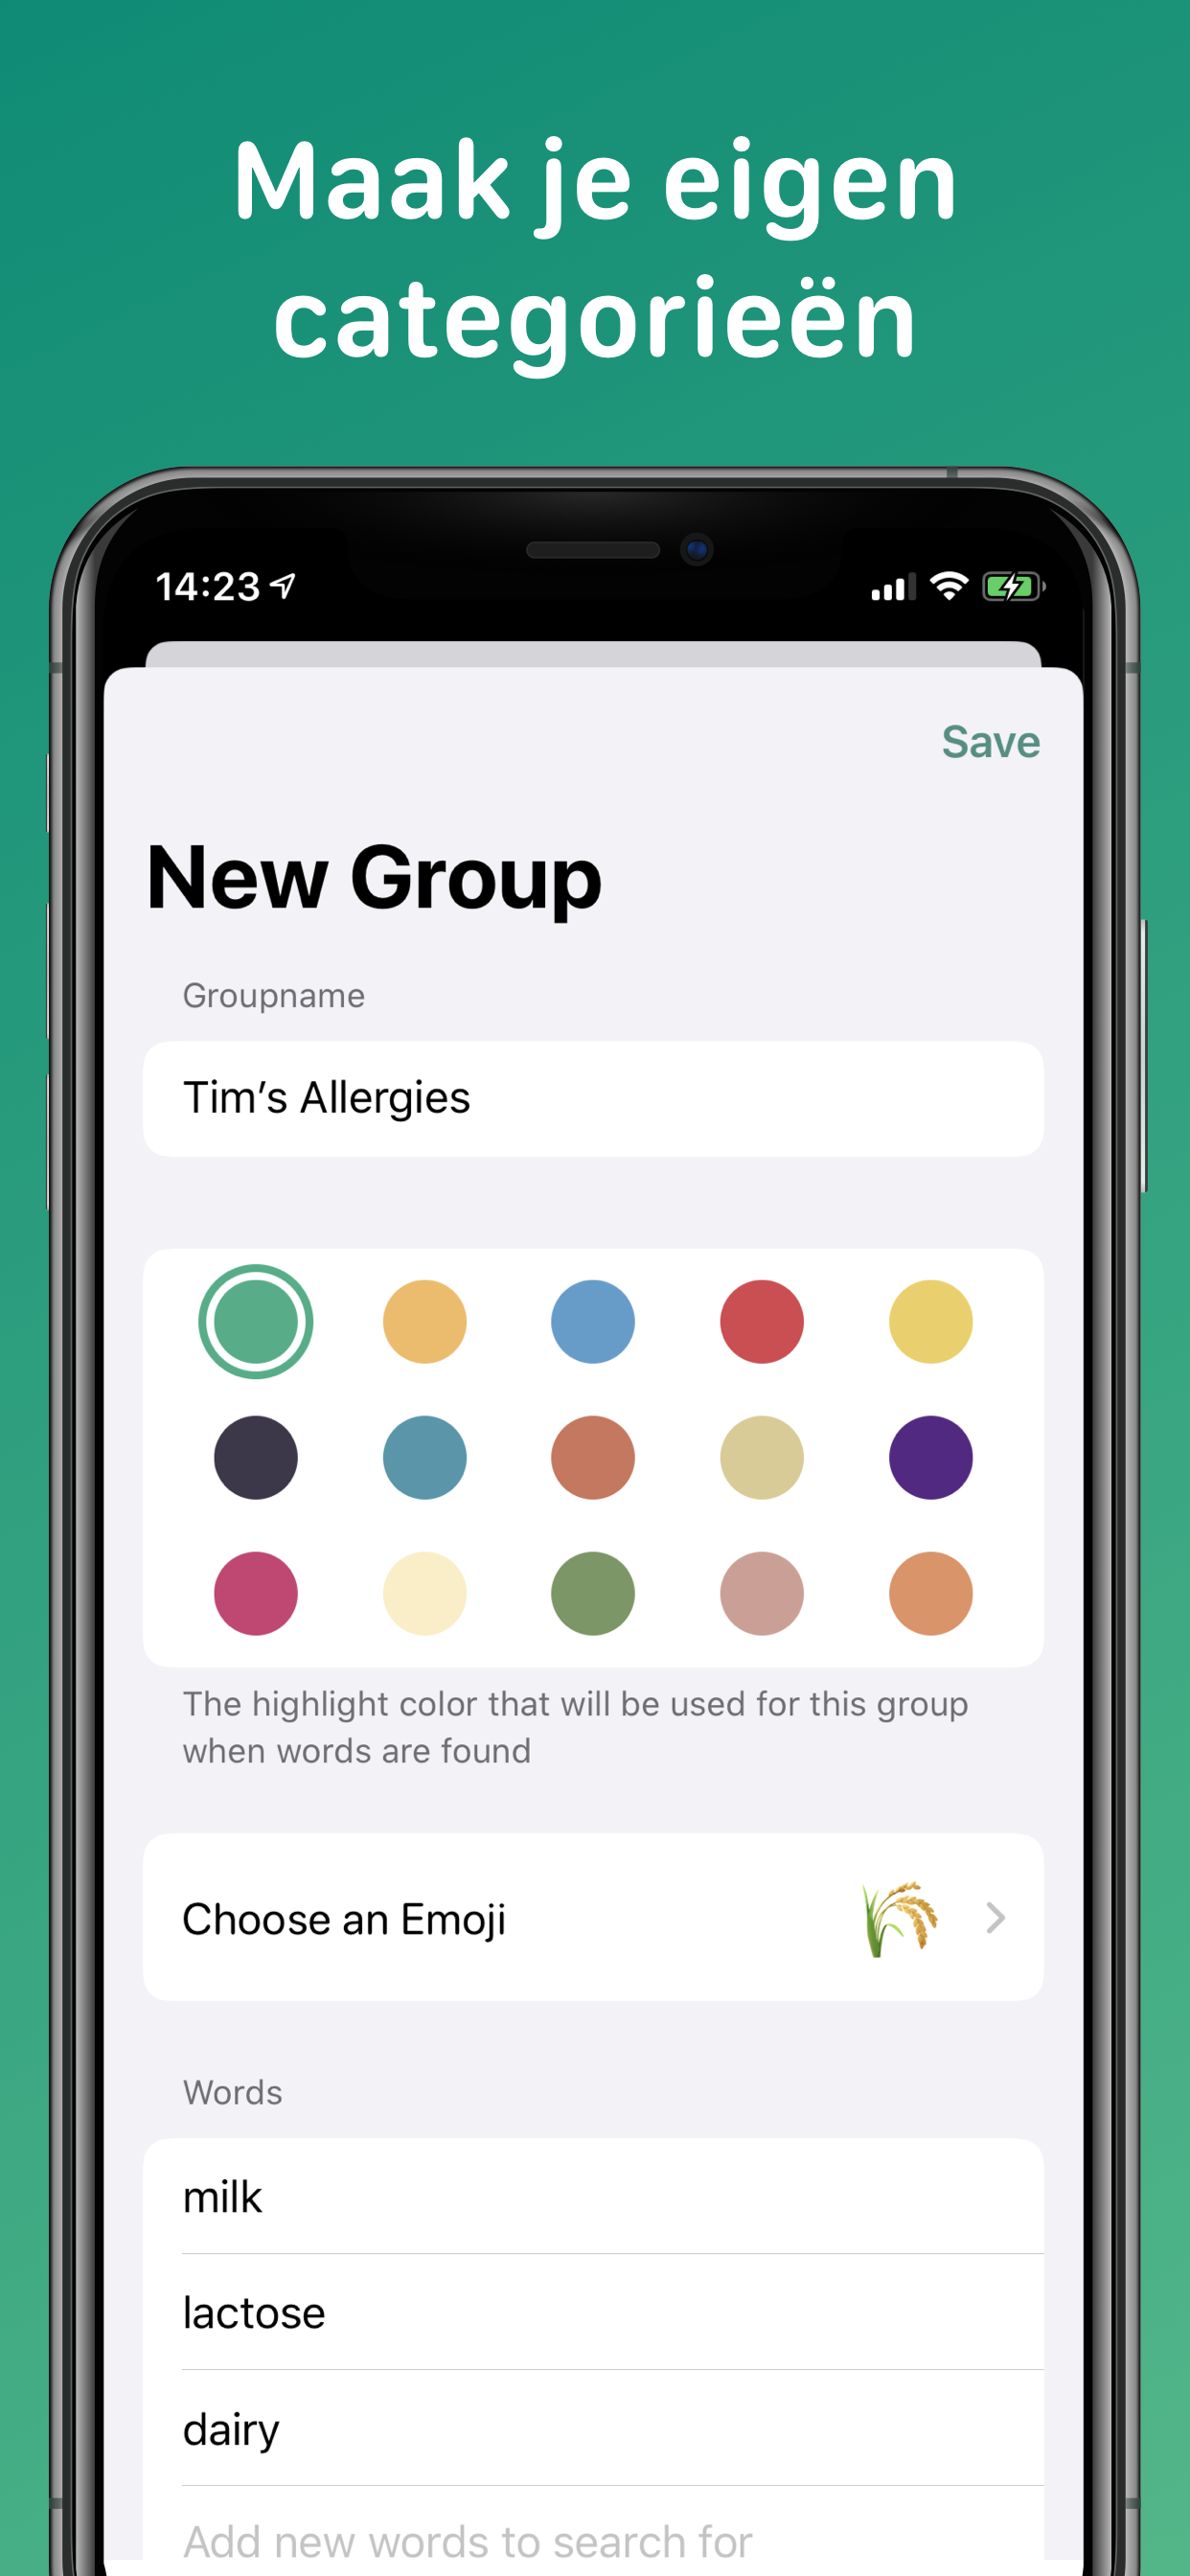 Maak je eigen
categorieën
14:23
Save
New Group
Groupname
Tim’s Allergies
The highlight color that will be used for this group
when words are found
Choose an Emoji
Words
milk
lactose
dairy
Add new words to search for